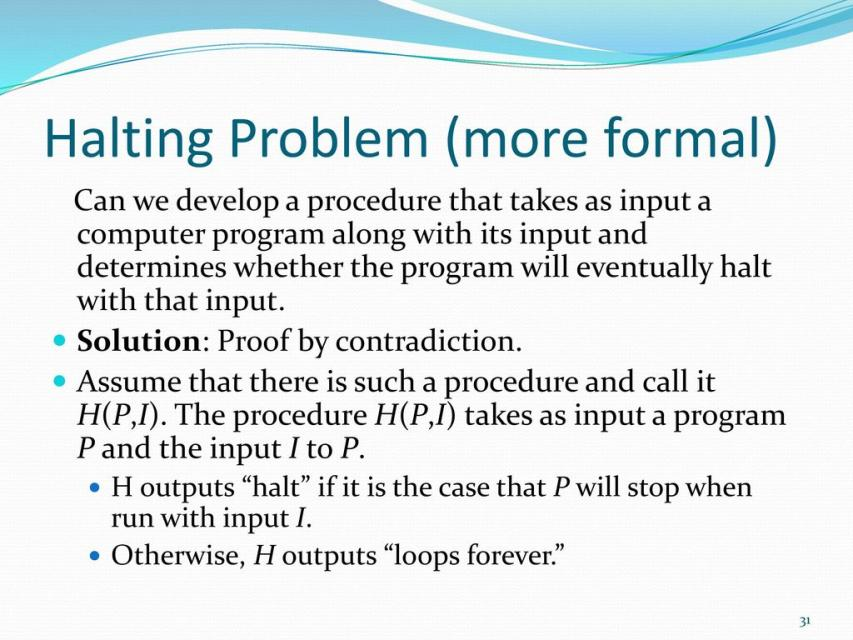 Halting Problem (more formal)
Can we develop a procedure that takes as input a
computer program along with its input and
determines whether the program will eventually halt
with that input.
• Solution: Proof by contradiction.
• Assume that there is such a procedure and call it
H(P,I). The procedure H(P,I) takes as input a program
P and the input I to P.
• H outputs “halt” if it is the case that P will stop when
run with input I.
• Otherwise, H outputs “loops forever.”
31